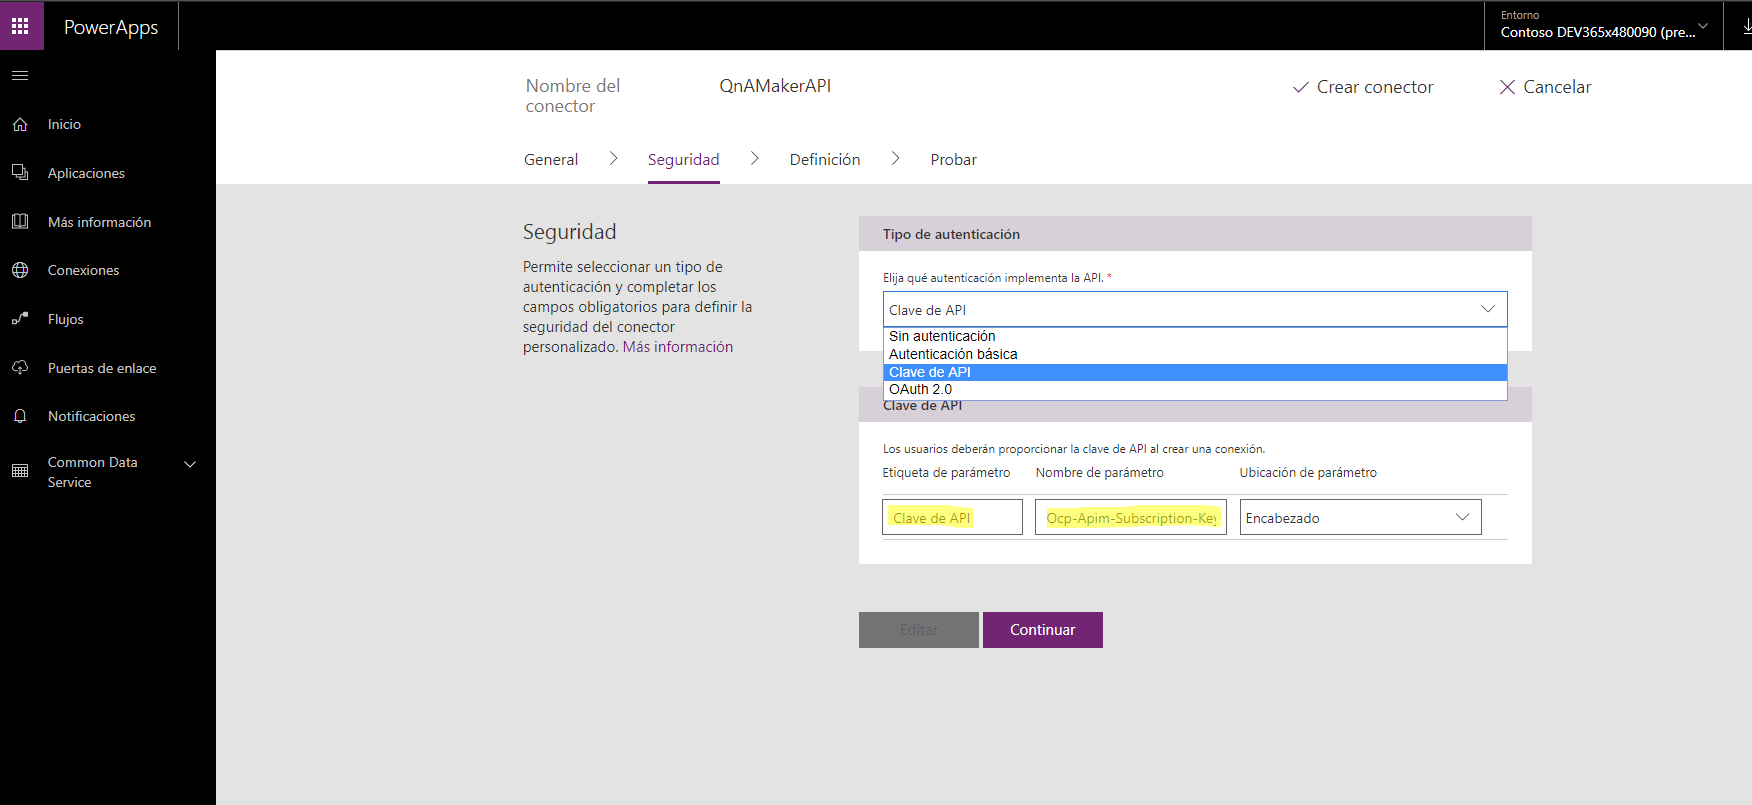 PowerApps
Entorno
Contoso DEV365x480090 (pre...
Inicio
Aplicaciones
Más información
Conexiones
Flujos
Puertas de enlace
Notificaciones
Common Data
Service
Nombre del
conector
QnAMakerAPI
Crear conector
Cancelar
General
Seguridad
Definición
Probar
Seguridad
Permite seleccionar un tipo de
autenticación y completar los
campos obligatorios para definir la
seguridad del conector
personalizado. Más información
Tipo de autenticación
Elija qué autenticación implementa la API. *
Clave de API
Sin autenticación
Autenticación básica
Clave de API
OAuth 2.0
Clave de API
Los usuarios deberán proporcionar la clave de API al crear una conexión.
Etiqueta de parámetro
Nombre de parámetro
Ubicación de parámetro
Clave de API
Ocp-Apim-Subscription-Key
Encabezado
Editar
Continuar